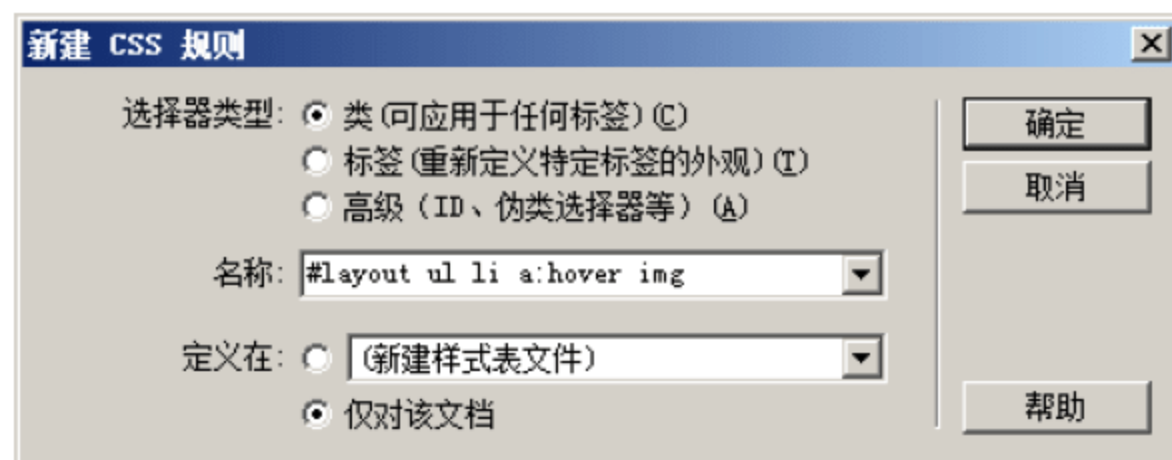 新建 CSS 规则
选择器类型: 类(可应用于任何标签)(C)
标签(重新定义特定标签的外观)(T)
高级（ID、伪类选择器等）(A)
名称: #layout ul li a:hover img
定义在: (新建样式表文件)
仅对该文档
确定
取消
帮助